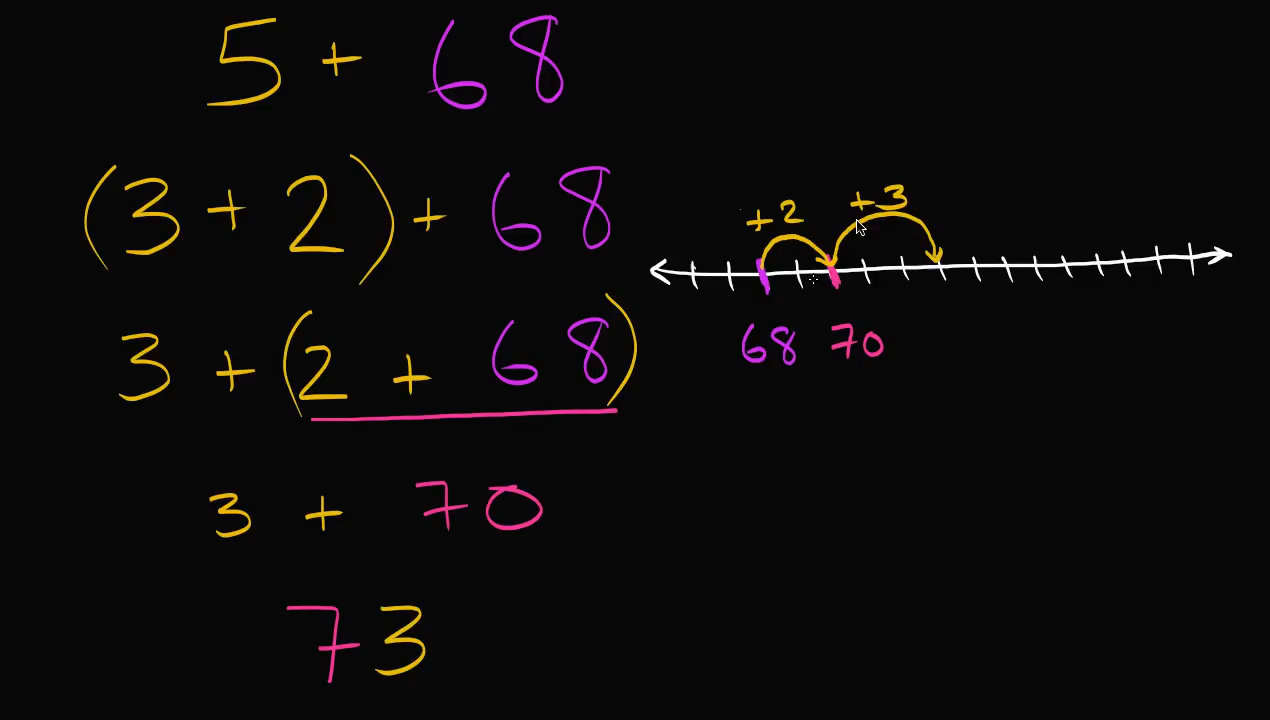 5 + 68
(3 + 2) + 68
3 + (2 + 68)
3 + 70
73
+2 +3
68 70